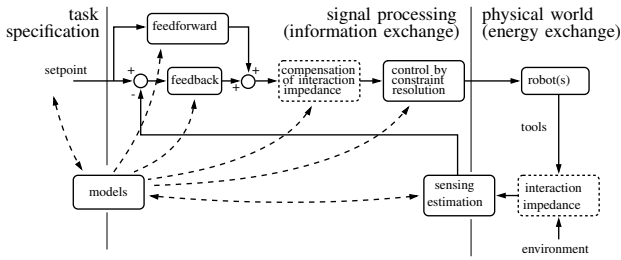 task
specification
signal processing
(information exchange)
physical world
(energy exchange)
feedforward
setpoint
+
-
feedback
+
+
compensation
of interaction
impedance
control by
constraint
resolution
robot(s)
tools
models
sensing
estimation
interaction
impedance
environment